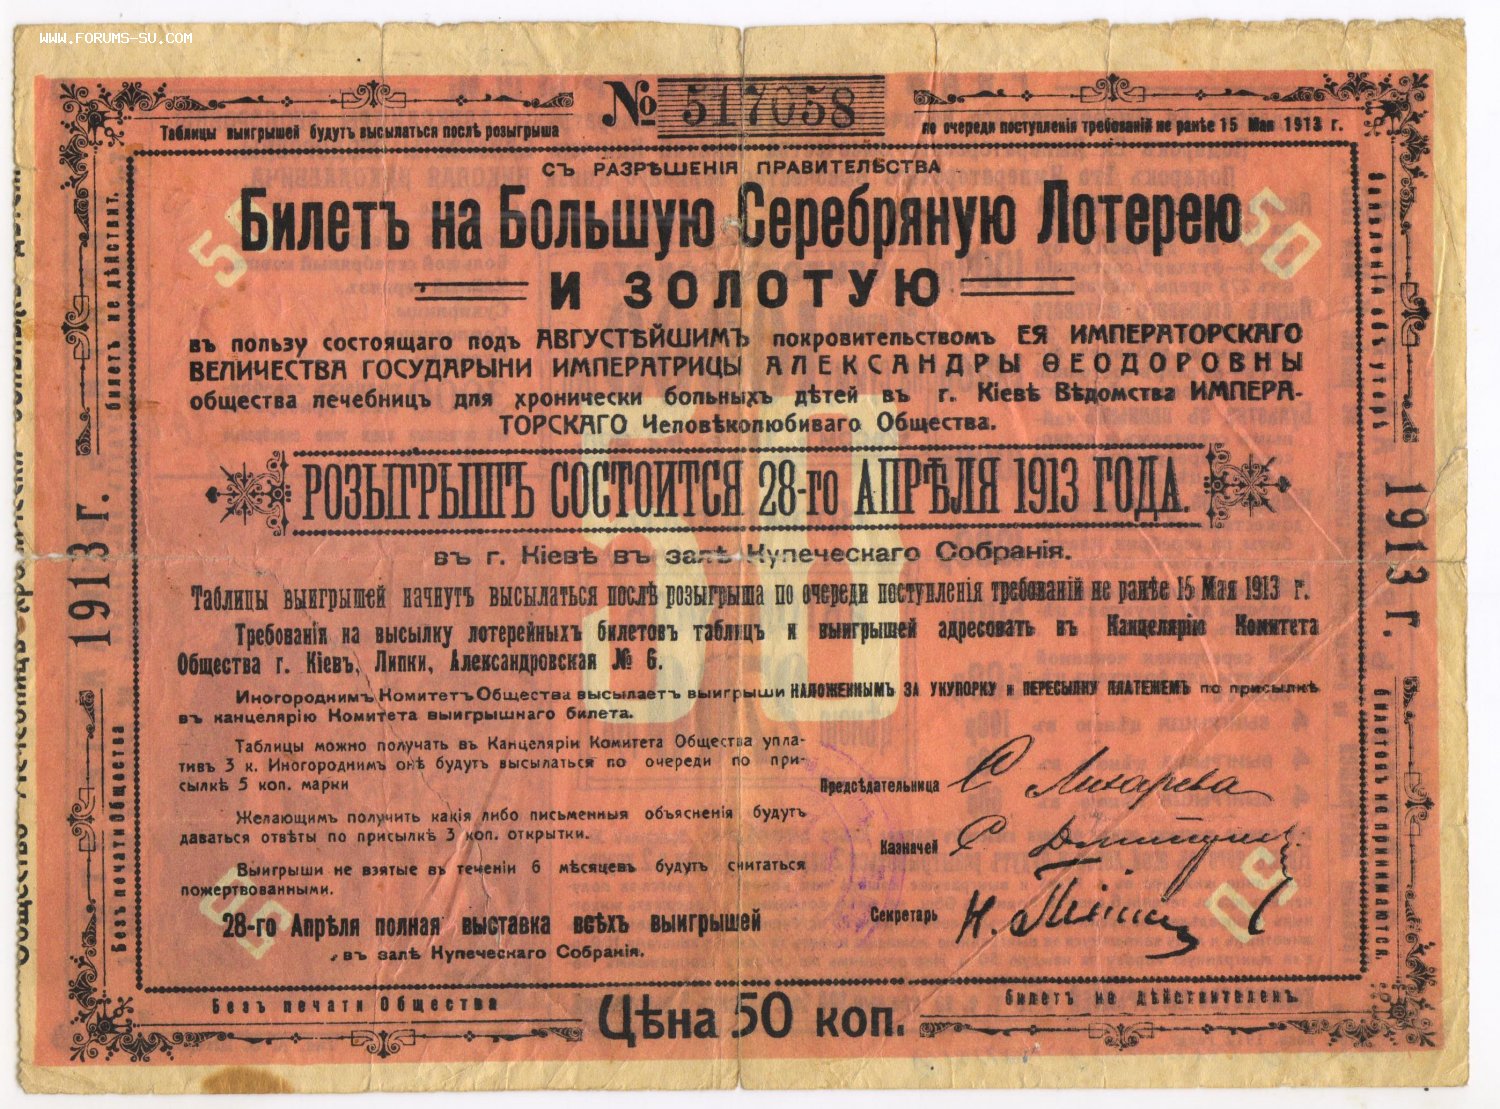 WWW.FORUMS-SU.COM
№ 517058
Таблицы выигрышей будутъ высылаться послѣ розыгрыша
по очереди поступленія требованій не ранѣе 15 Мая 1913 г.
СЪ РАЗРѢШЕНІЯ ПРАВИТЕЛЬСТВА
Билетъ на Большую Серебряную Лотерею
И ЗОЛОТУЮ
въ пользу состоящаго подъ АВГУСТѢЙШИМЪ покровительствомъ ЕЯ ИМПЕРАТОРСКАГО
ВЕЛИЧЕСТВА ГОСУДАРЫНИ ИМПЕРАТРИЦЫ АЛЕКСАНДРЫ ѲЕОДОРОВНЫ
общества лечебницъ для хронически больныхъ дѣтей въ г. Кіевѣ Вѣдомства ИМПЕРА-
ТОРСКАГО Человѣколюбиваго Общества.
РОЗЫГРЫШЪ СОСТОИТСЯ 28-го АПРѢЛЯ 1913 ГОДА.
въ г. Кіевѣ въ залѣ Купеческаго Собранія.
Таблицы выигрышей начнутъ высылаться послѣ розыгрыша по очереди поступленія требованій не ранѣе 15 Мая 1913 г.
Требованія на высылку лотерейныхъ билетовъ таблицъ и выигрышей адресовать въ Канцелярію Комитета
Общества г. Кіевъ, Липки, Александровская № 6.
Иногороднимъ Комитетъ Общества высылаетъ выигрыши НАЛОЖЕННЫМЪ ЗА УКУПОРКУ и ПЕРЕСЫЛКУ ПЛАТЕЖЕМЪ по присылкѣ
въ канцелярію Комитета выигрышнаго билета.
Таблицы можно получать въ Канцеляріи Комитета Общества упла-
тивъ 3 к. Иногороднимъ онѣ будутъ высылаться по очереди по при-
сылкѣ 5 коп. марки
Желающимъ получить какія либо письменныя объясненія будутъ
даваться отвѣты по присылкѣ 3 коп. открытки.
Выигрыши не взятые въ теченіи 6 мѣсяцевъ будутъ считаться
пожертвованными.
28-го Апрѣля полная выставка всѣхъ выигрышей
въ залѣ Купеческаго Собранія.
Предсѣдательница
С Лихарева
Казначей
Секретарь
50
50
50
50
50
Безъ печати Общества
билетъ не дѣйствителенъ.
Цѣна 50 коп.
Безъ печати Общества
1913 г.
билетъ не дѣйствит.
1913 г.
билетовъ не принимаются.